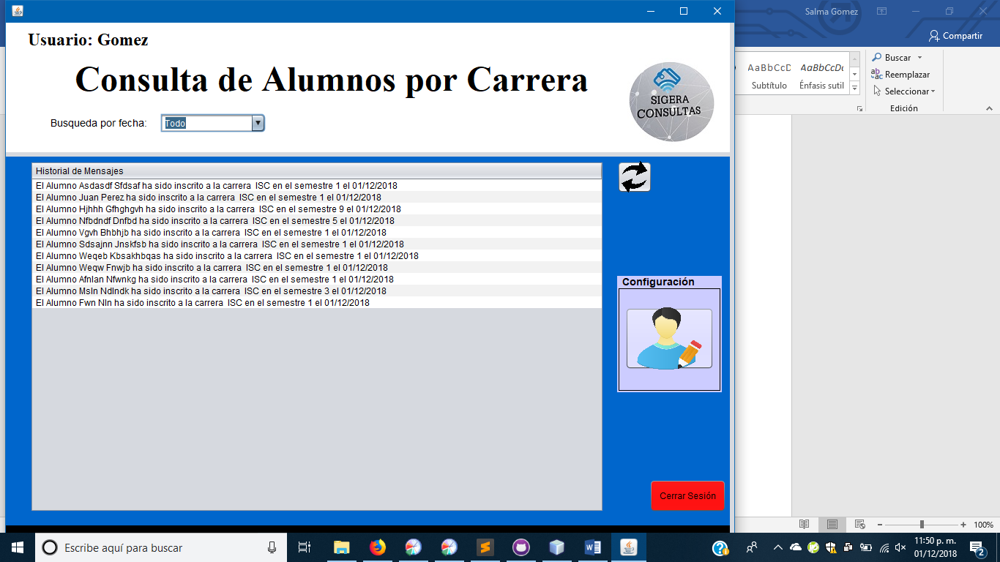 Salma Gomez
Compartir
Usuario: Gomez
Consulta de Alumnos por Carrera
SIGERA
CONSULTAS
Busqueda por fecha:
Todo
AaBbCcD
AaBbCcDc
Subtítulo
Énfasis sutil
Buscar
Reemplazar
Seleccionar
Edición
Historial de Mensajes
El Alumno Asdasdf Sfdsaf ha sido inscrito a la carrera ISC en el semestre 1 el 01/12/2018
El Alumno Juan Perez ha sido inscrito a la carrera ISC en el semestre 1 el 01/12/2018
El Alumno Hjhhh Gfhghgvh ha sido inscrito a la carrera ISC en el semestre 9 el 01/12/2018
El Alumno Nfbdndf Dnfbd ha sido inscrito a la carrera ISC en el semestre 5 el 01/12/2018
El Alumno Vgvh Bhbhjb ha sido inscrito a la carrera ISC en el semestre 1 el 01/12/2018
El Alumno Sdsajnn Jnskfsb ha sido inscrito a la carrera ISC en el semestre 1 el 01/12/2018
El Alumno Weqeb Kbsakhbqas ha sido inscrito a la carrera ISC en el semestre 1 el 01/12/2018
El Alumno Weqw Fnwjb ha sido inscrito a la carrera ISC en el semestre 1 el 01/12/2018
El Alumno Afnlan Nfwnkg ha sido inscrito a la carrera ISC en el semestre 1 el 01/12/2018
El Alumno Msln Ndlndk ha sido inscrito a la carrera ISC en el semestre 3 el 01/12/2018
El Alumno Fwn Nln ha sido inscrito a la carrera ISC en el semestre 1 el 01/12/2018
Configuración
Cerrar Sesión
100%
Escribe aquí para buscar
11:50 p. m.
01/12/2018
2